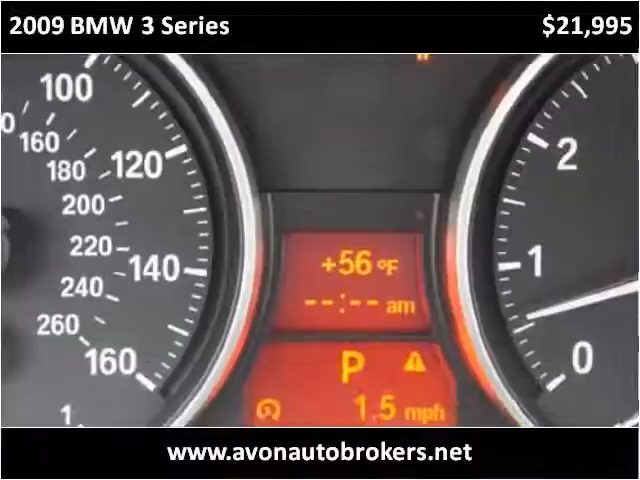 2009 BMW 3 Series $21,995
100
160
120
180
200
220
140
240
260
160
1
+56 °F
--:-- am
P
1.5 mph
2
1
0
www.avonautobrokers.net